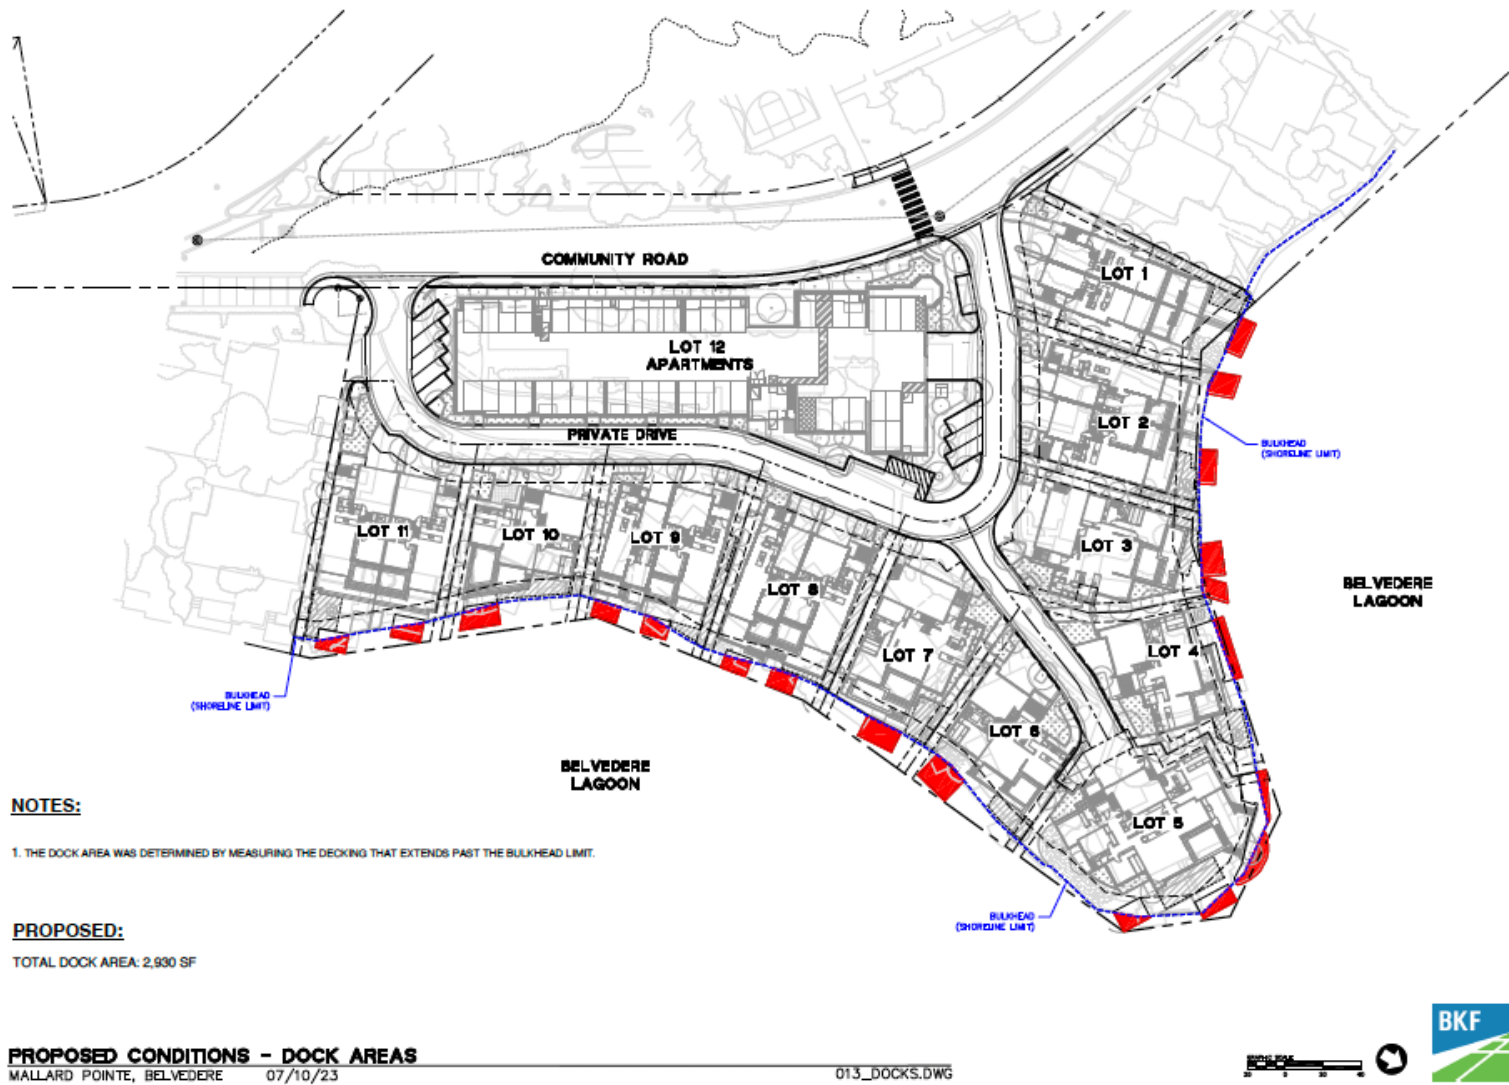 COMMUNITY ROAD
LOT 1
LOT 12
APARTMENTS
LOT 2
PRIVATE DRIVE
BULKHEAD
(SHORELINE LIMIT)
LOT 11
LOT 10
LOT 9
LOT 3
LOT 8
BELVEDERE
LAGOON
LOT 7
LOT 4
BULKHEAD
(SHORELINE LIMIT)
LOT 6
BELVEDERE
LAGOON
LOT 5
NOTES:
1. THE DOCK AREA WAS DETERMINED BY MEASURING THE DECKING THAT EXTENDS PAST THE BULKHEAD LIMIT.
BULKHEAD
(SHORELINE LIMIT)
PROPOSED:
TOTAL DOCK AREA: 2,930 SF
BKF
PROPOSED CONDITIONS - DOCK AREAS
MALLARD POINTE, BELVEDERE 07/10/23
013_DOCKS.DWG
GRAPHIC SCALE